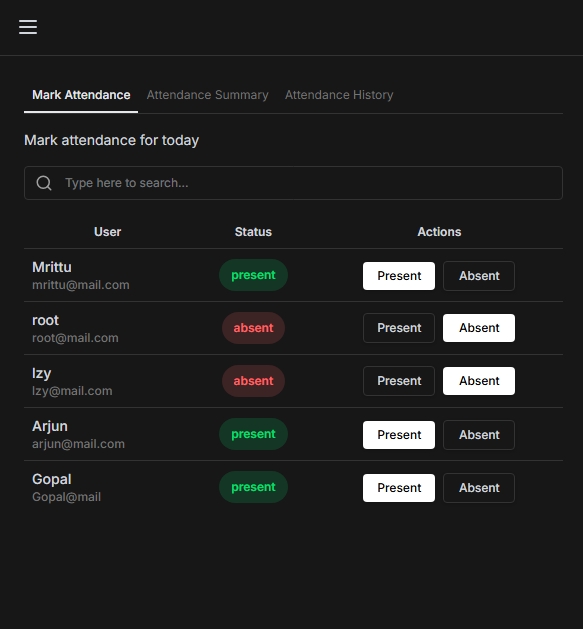 Mark Attendance Attendance Summary Attendance History
Mark attendance for today
Type here to search...
User Status Actions
Mrittu
mrittu@mail.com
present Present Absent
root
root@mail.com
absent Present Absent
Izy
Izy@mail.com
absent Present Absent
Arjun
arjun@mail.com
present Present Absent
Gopal
Gopal@mail
present Present Absent